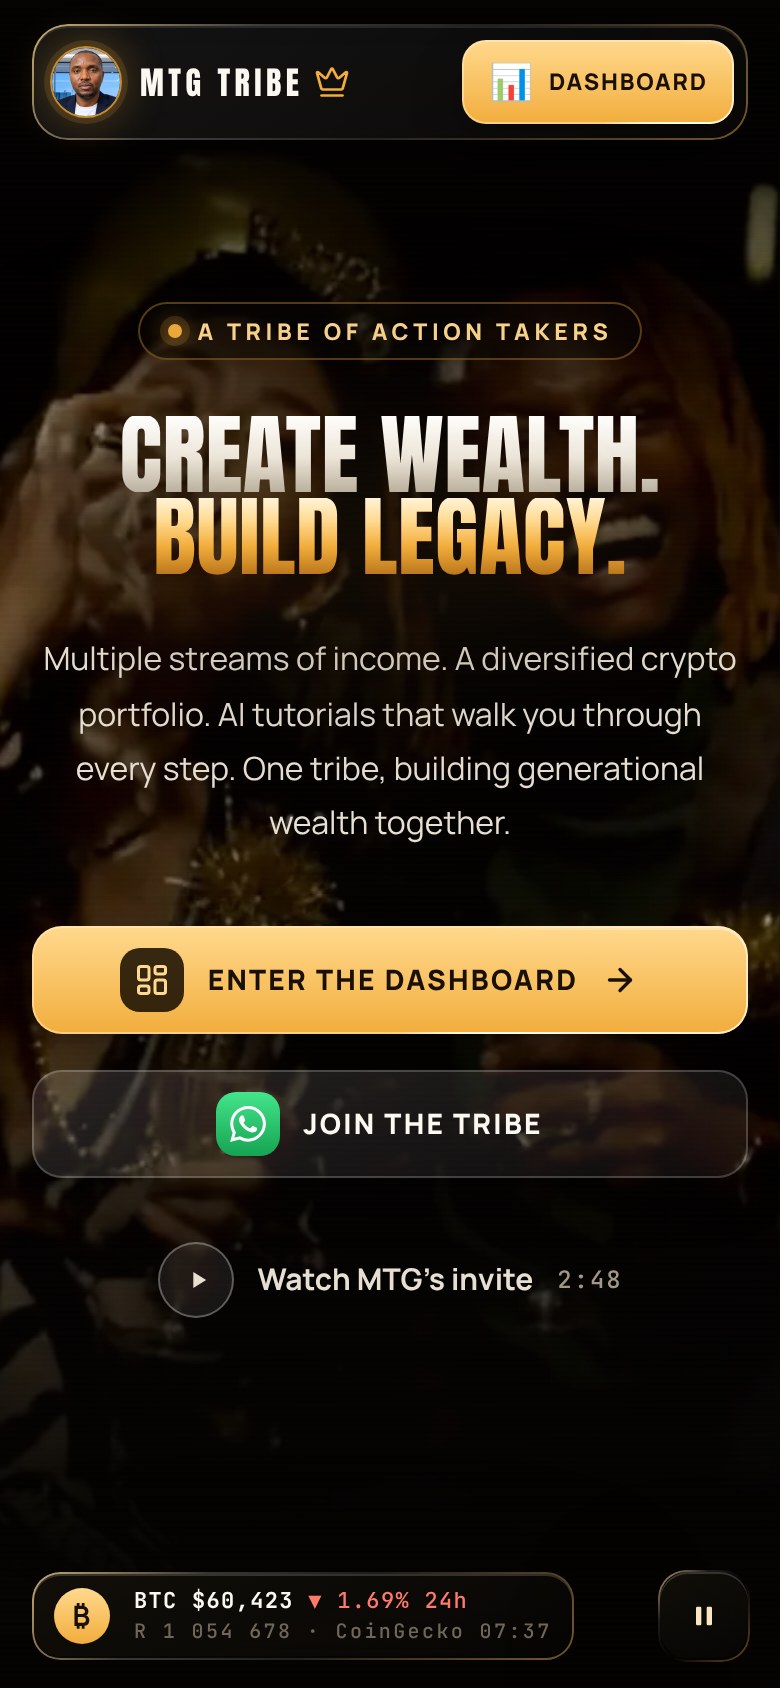 MTG TRIBE
DASHBOARD
A TRIBE OF ACTION TAKERS
CREATE WEALTH.
BUILD LEGACY.
Multiple streams of income. A diversified crypto
portfolio. AI tutorials that walk you through
every step. One tribe, building generational
wealth together.
ENTER THE DASHBOARD
JOIN THE TRIBE
Watch MTG’s invite 2:48
BTC $60,423 ▼ 1.69% 24h
R 1 054 678 · CoinGecko 07:37